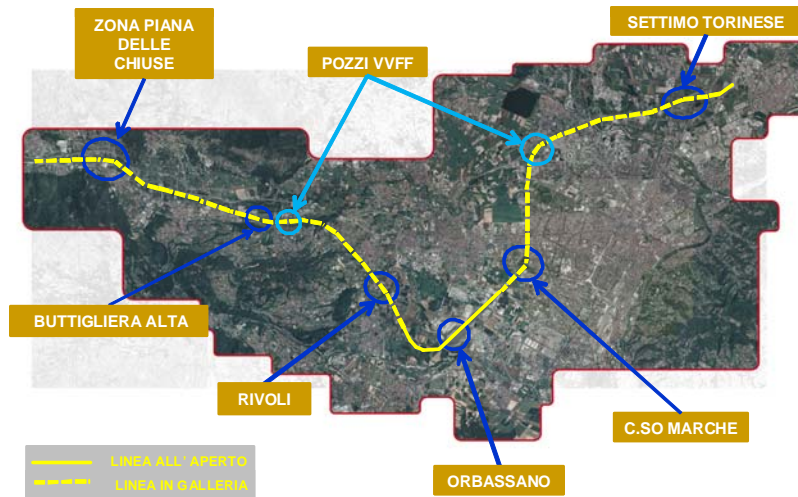 ZONA PIANA
DELLE
CHIUSE
POZZI VVFF
SETTIMO TORINESE
BUTTIGLIERA ALTA
RIVOLI
C.SO MARCHE
ORBASSANO
LINEA ALL' APERTO
LINEA IN GALLERIA